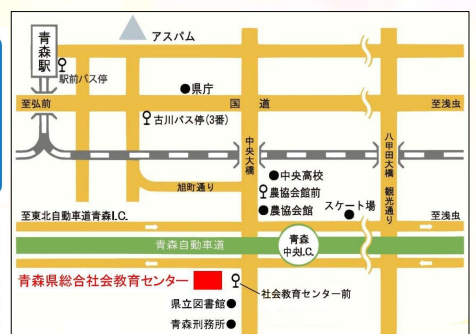 アスパム
青森駅
駅前バス停
県庁
至弘前
国道
至浅虫
古川バス停(3番)
中央大橋
八甲田大橋
観光通り
中央高校
旭町通り
農協会館前
農協会館
スケート場
至東北自動車道青森I.C.
至浅虫
青森自動車道
青森
中央I.C.
青森県総合社会教育センター
社会教育センター前
県立図書館
青森刑務所